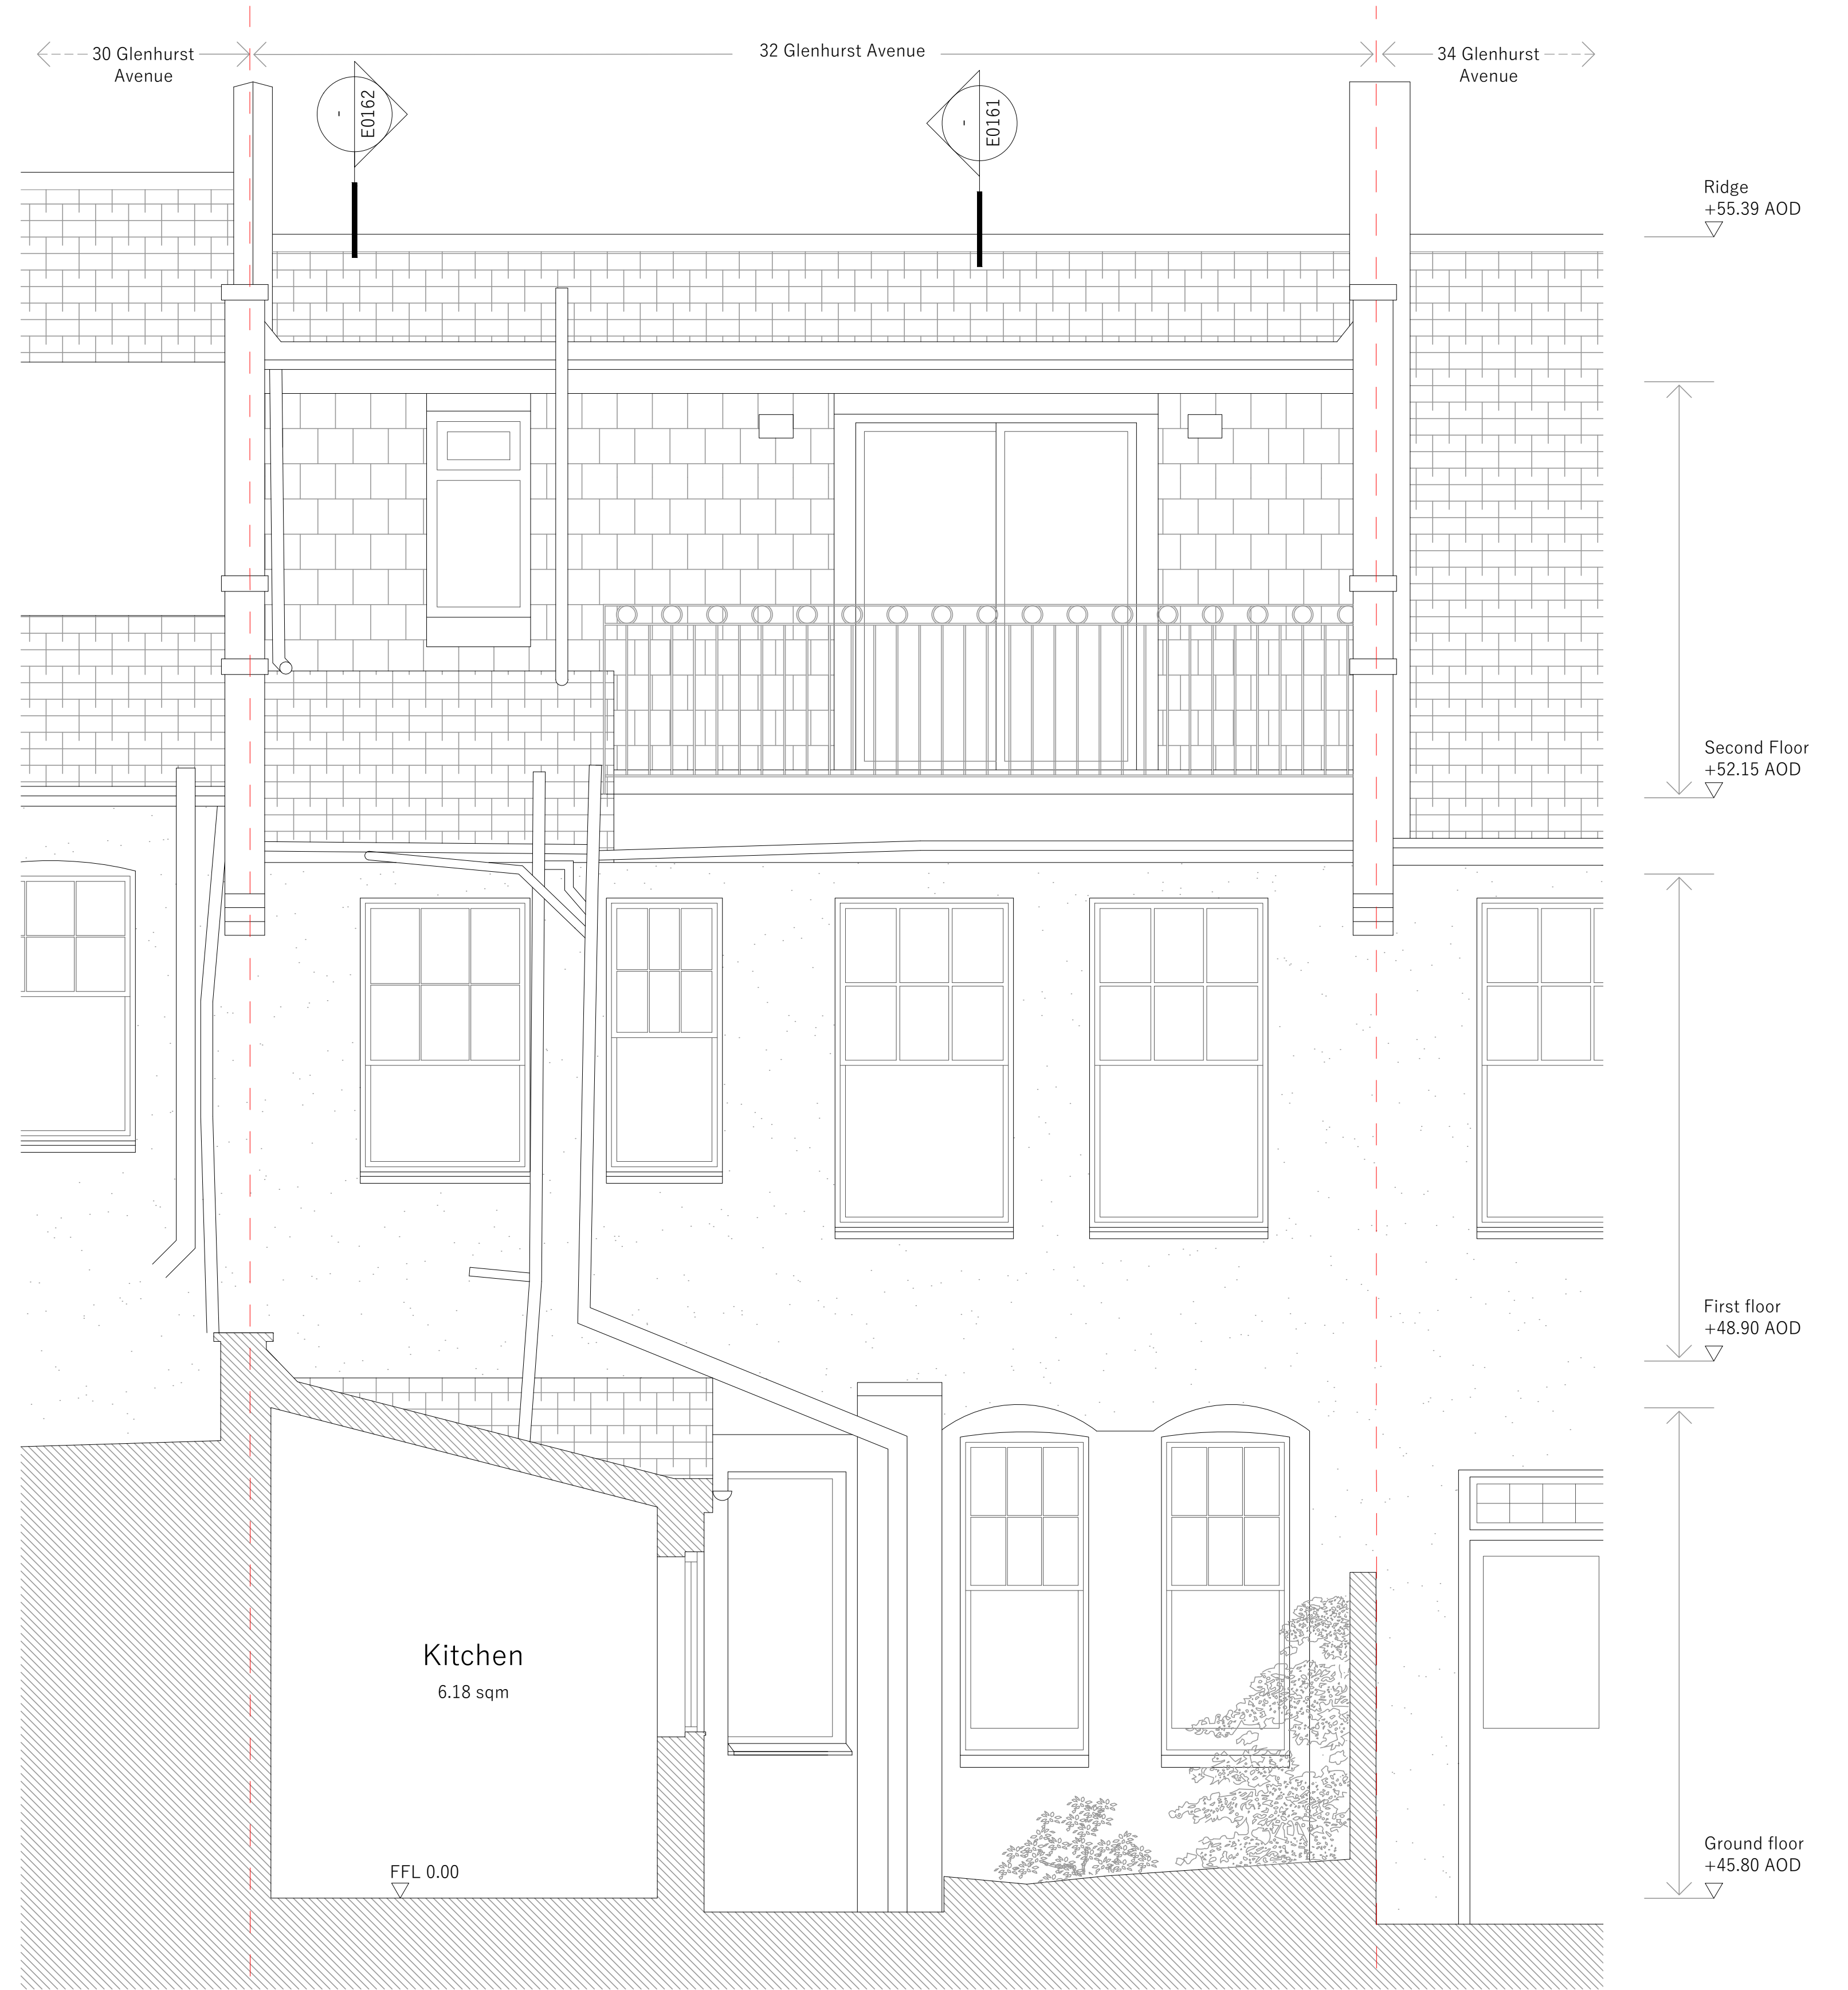 30 Glenhurst
Avenue
32 Glenhurst Avenue
34 Glenhurst
Avenue
-
E0162
-
E0161
Ridge
+55.39 AOD
Second Floor
+52.15 AOD
First floor
+48.90 AOD
Kitchen
6.18 sqm
FFL 0.00
Ground floor
+45.80 AOD